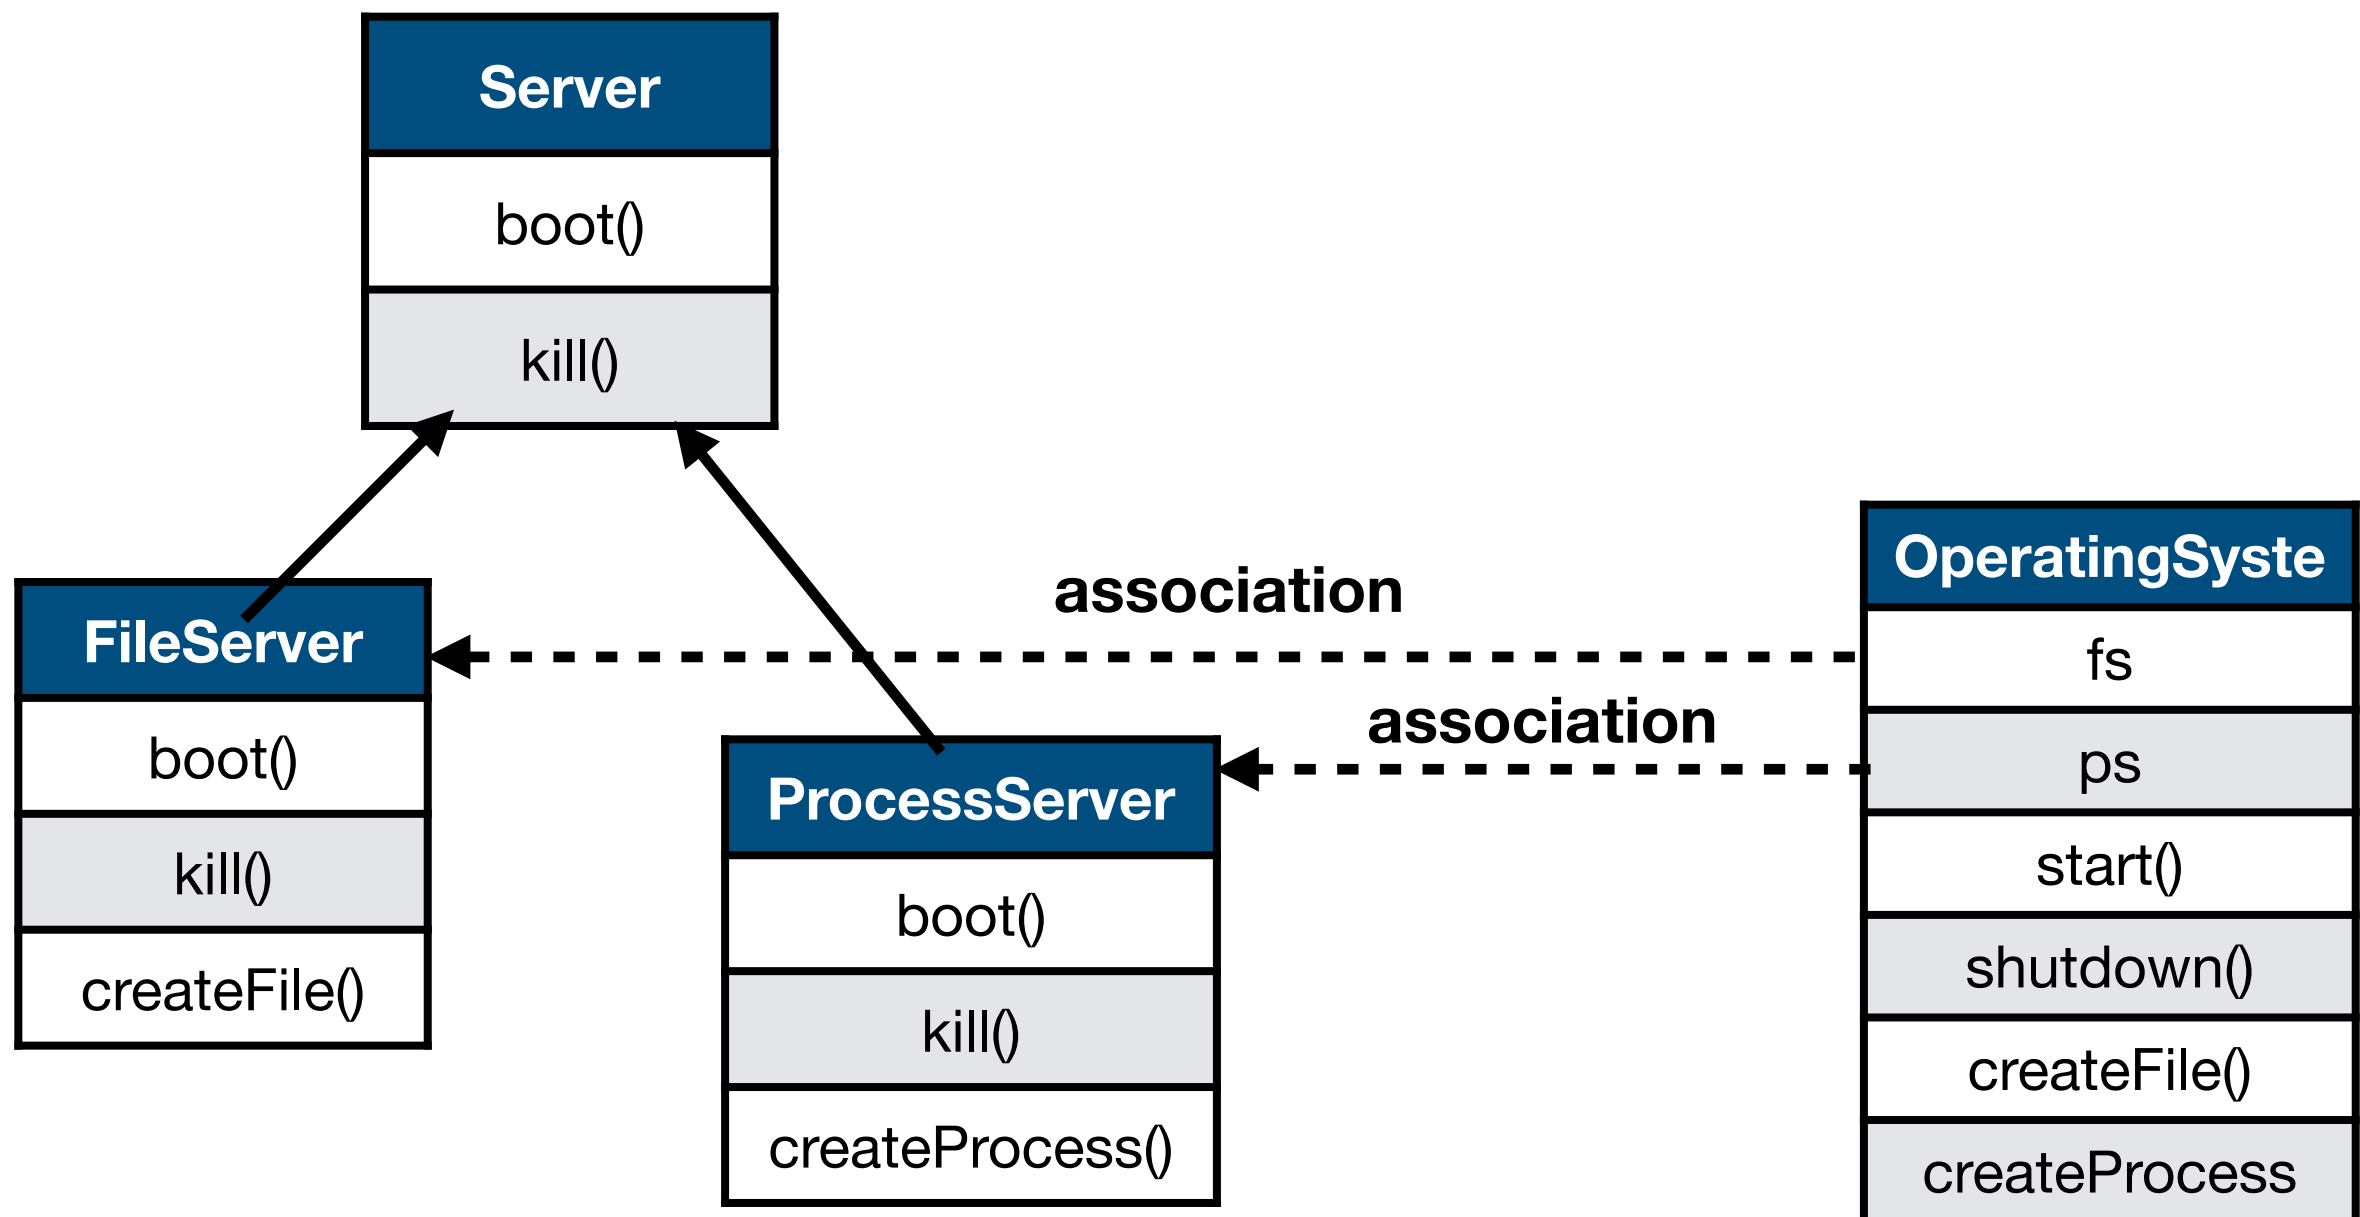 Server
boot()
kill()
association
OperatingSyste
FileServer
boot()
kill()
createFile()
association
ProcessServer
boot()
kill()
createProcess()
fs
ps
start()
shutdown()
createFile()
createProcess